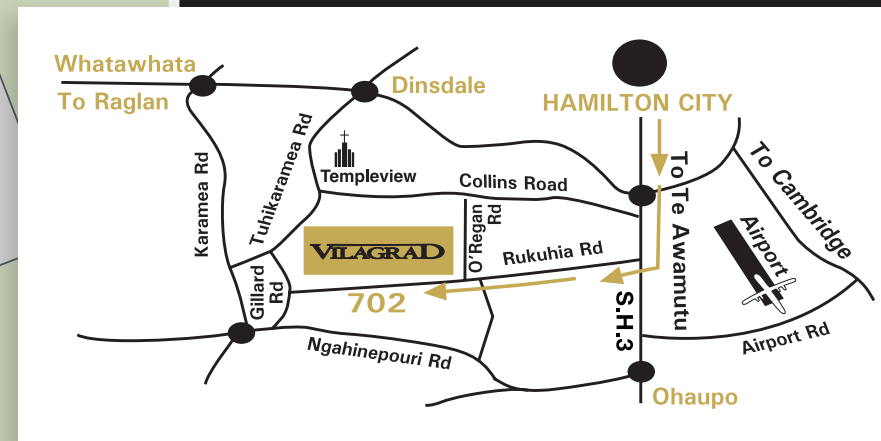 Whatawhata
To Raglan
Dinsdale
HAMILTON CITY
Karamea Rd
Tuhikaramea Rd
Templeview
Collins Road
To Te Awamutu
To Cambridge
Airport
O'Regan
Rd
VILAGRAD
Rukuhia Rd
Gillard
Rd
702
S.H.3
Airport Rd
Ngahinepouri Rd
Ohaupo